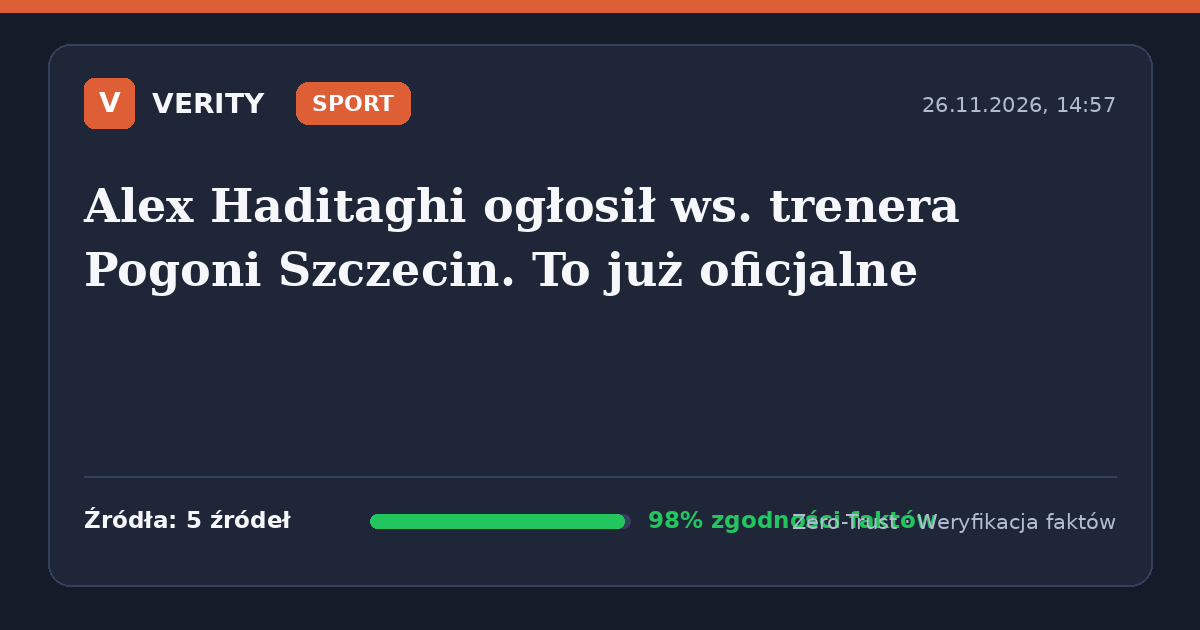 V VERITY SPORT 26.11.2026, 14:57
Alex Haditaghi ogłosił ws. trenera
Pogoni Szczecin. To już oficjalne
Źródła: 5 źródeł 98% zgodności faktów Zero-Trust · Weryfikacja faktów